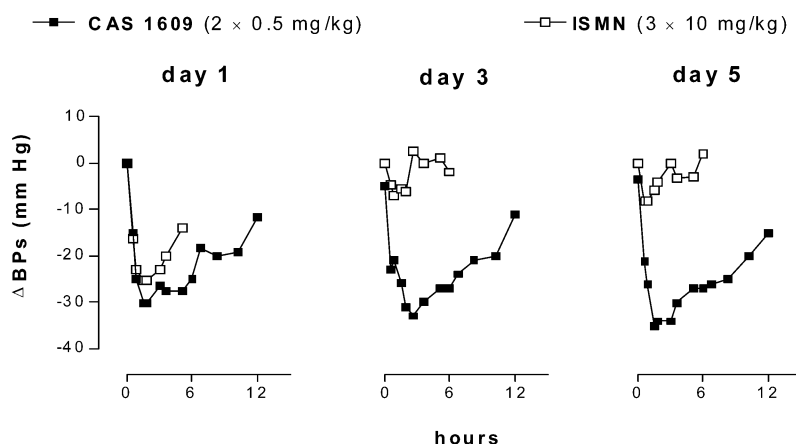 CAS 1609 (2 × 0.5 mg/kg) ISMN (3 × 10 mg/kg)
day 1 day 3 day 5
Δ BPs (mm Hg)
10
0
-10
-20
-30
-40
0 6 12 0 6 12 0 6 12
hours